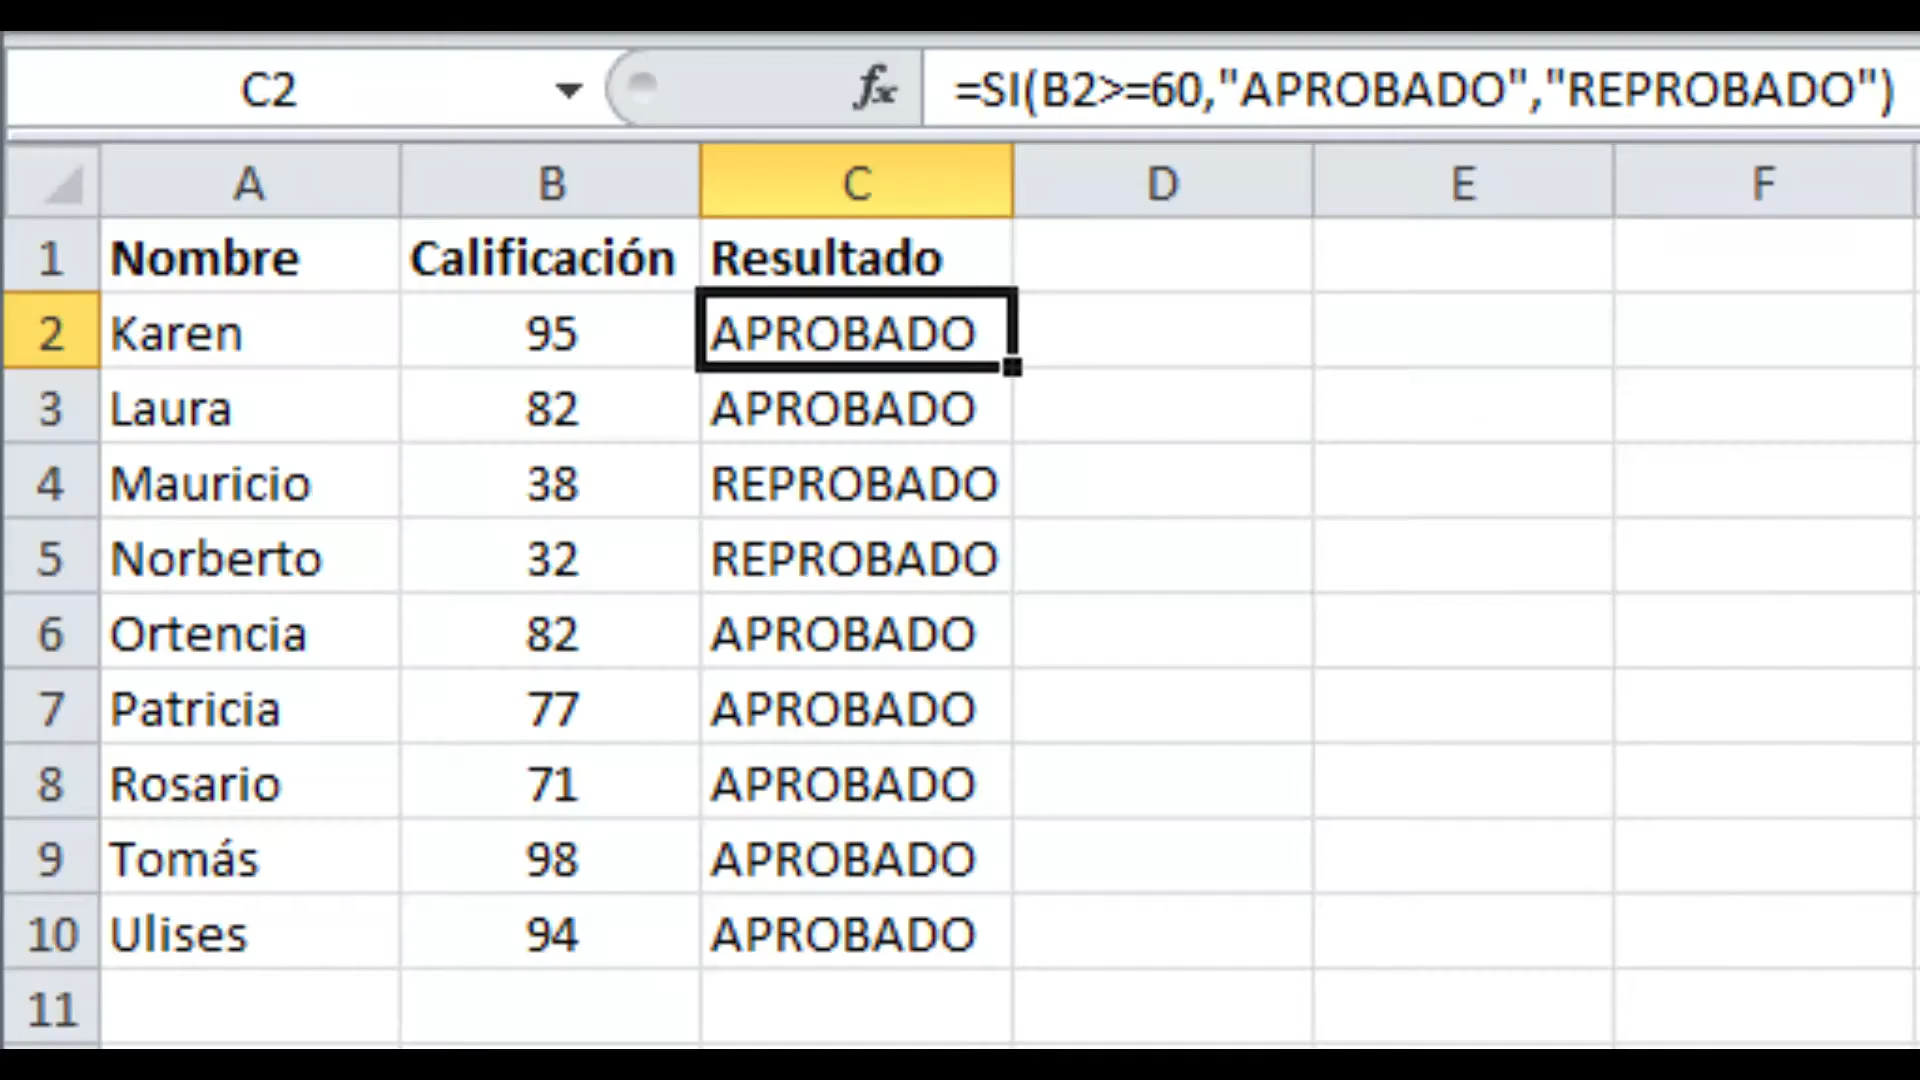 C2 fx =SI(B2>=60,"APROBADO","REPROBADO")
A B C D E F
1 Nombre Calificación Resultado
2 Karen 95 APROBADO
3 Laura 82 APROBADO
4 Mauricio 38 REPROBADO
5 Norberto 32 REPROBADO
6 Ortencia 82 APROBADO
7 Patricia 77 APROBADO
8 Rosario 71 APROBADO
9 Tomás 98 APROBADO
10 Ulises 94 APROBADO
11